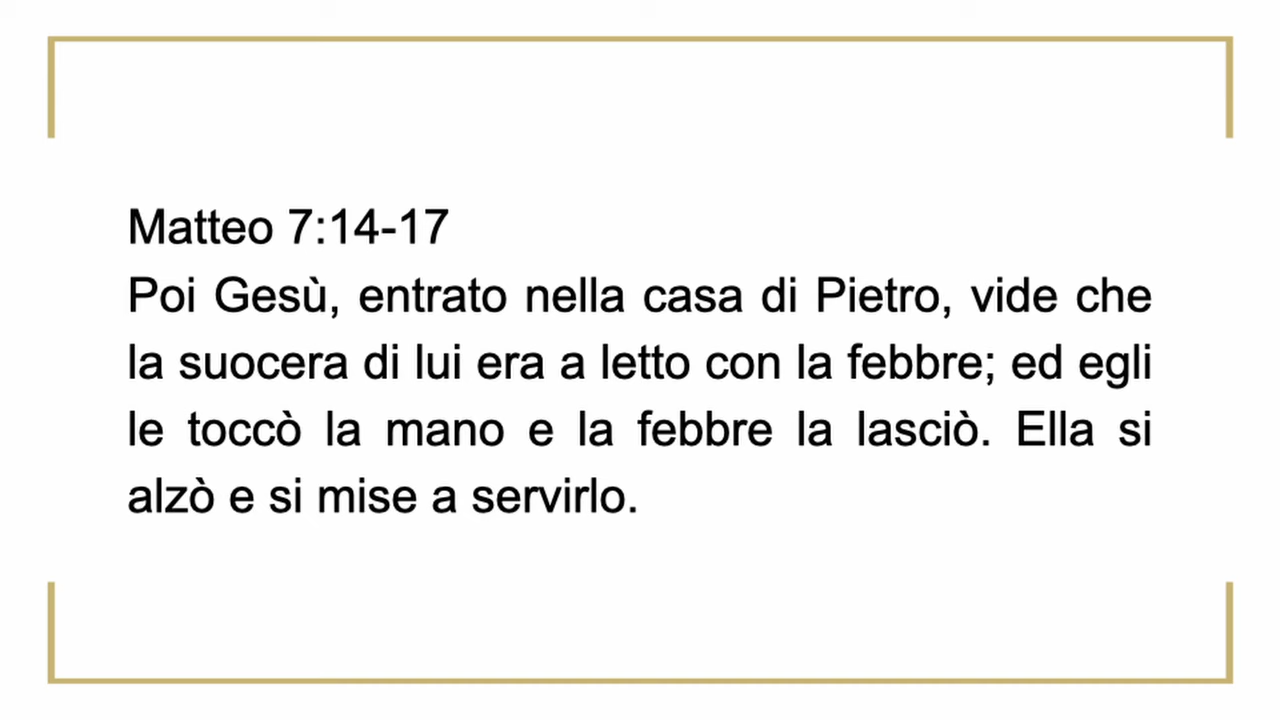 Matteo 7:14-17
Poi Gesù, entrato nella casa di Pietro, vide che
la suocera di lui era a letto con la febbre; ed egli
le toccò la mano e la febbre la lasciò. Ella si
alzò e si mise a servirlo.